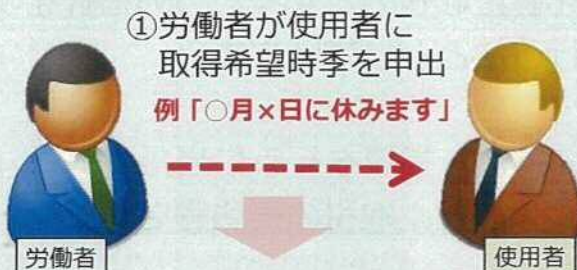 ①労働者が使用者に
取得希望時季を申出
例「○月×日に休みます」
労働者
使用者